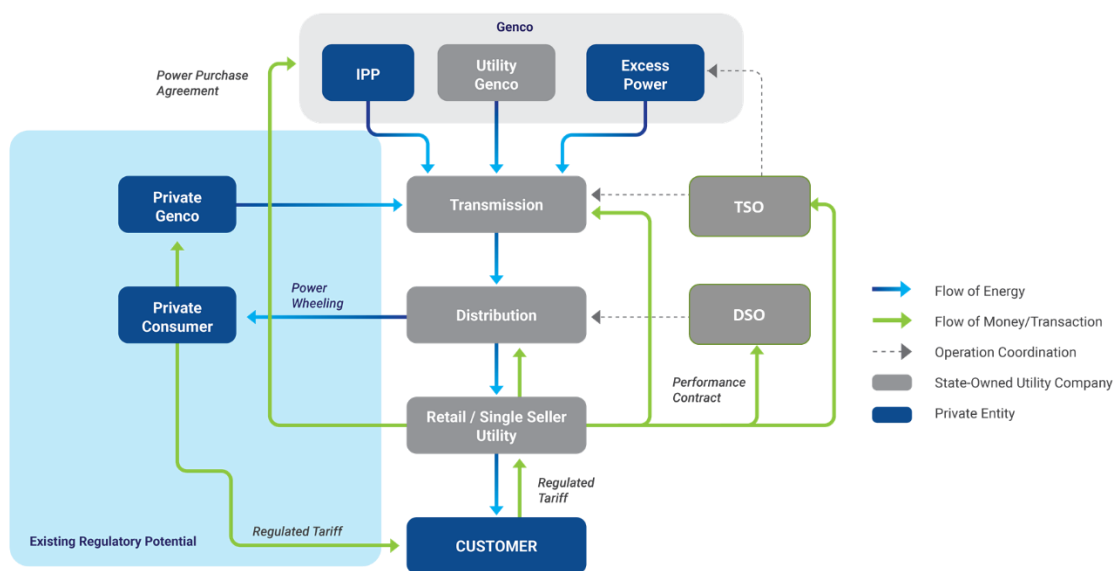 Genco
Power Purchase
Agreement
IPP
Utility
Genco
Excess
Power
Private
Genco
Transmission
TSO
Power
Wheeling
Private
Consumer
Distribution
DSO
Flow of Energy
Flow of Money/Transaction
Operation Coordination
State-Owned Utility Company
Private Entity
Performance
Contract
Retail / Single Seller
Utility
Regulated
Tariff
Regulated Tariff
Existing Regulatory Potential
CUSTOMER